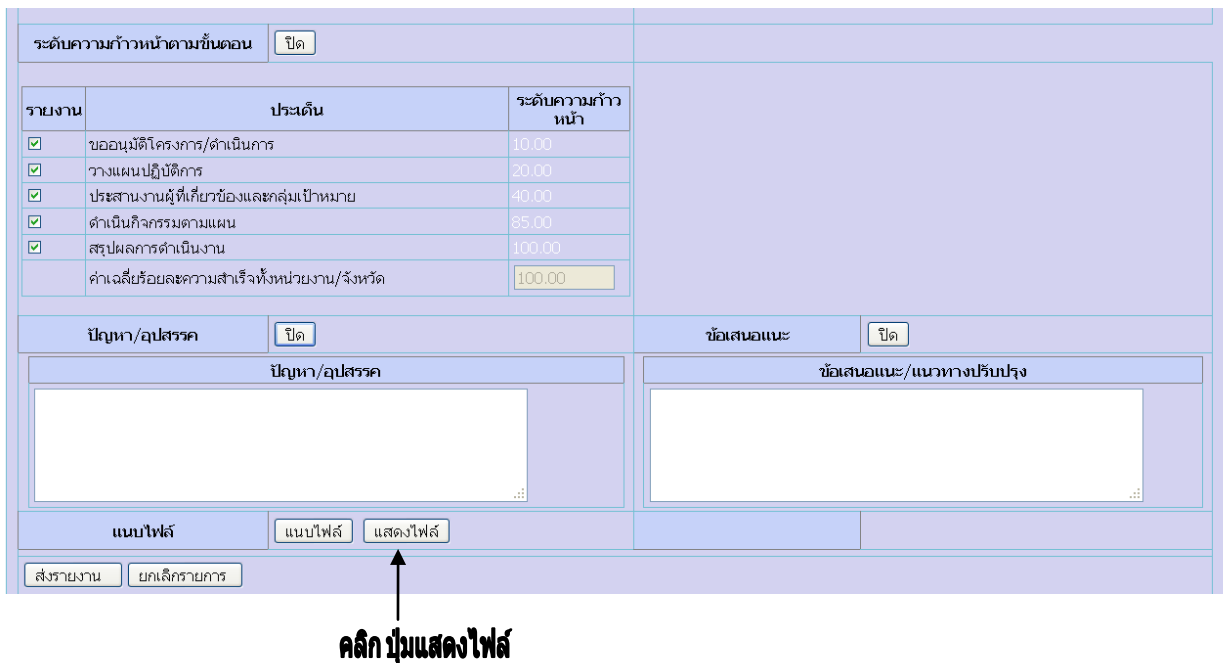 ระดับความก้าวหน้าตามขั้นตอน ปิด
รายงาน ประเด็น ระดับความก้าว
หน้า
ขออนุมัติโครงการ/ดำเนินการ 10.00
วางแผนปฏิบัติการ 20.00
ประสานงานผู้ที่เกี่ยวข้องและกลุ่มเป้าหมาย 40.00
ดำเนินกิจกรรมตามแผน 85.00
สรุปผลการดำเนินงาน 100.00
ค่าเฉลี่ยร้อยละความสำเร็จทั้งหน่วยงาน/จังหวัด 100.00
ปัญหา/อุปสรรค ปิด ข้อเสนอแนะ ปิด
ปัญหา/อุปสรรค ข้อเสนอแนะ/แนวทางปรับปรุง
แนบไฟล์ แนบไฟล์ แสดงไฟล์
ส่งรายงาน ยกเลิกรายการ
คลิก ปุ่มแสดงไฟล์